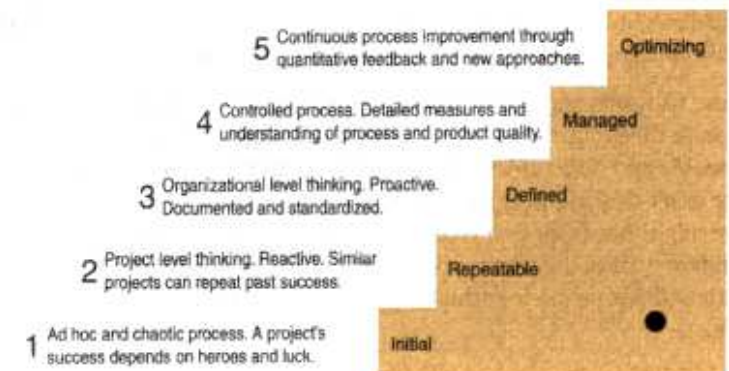 5 Continuous process improvement through
quantitative feedback and new approaches.
Optimizing
4 Controlled process. Detailed measures and
understanding of process and product quality.
Managed
3 Organizational level thinking. Proactive.
Documented and standardized.
Defined
2 Project level thinking. Reactive. Similar
projects can repeat past success.
Repeatable
1 Ad hoc and chaotic process. A project's
success depends on heroes and luck.
Initial